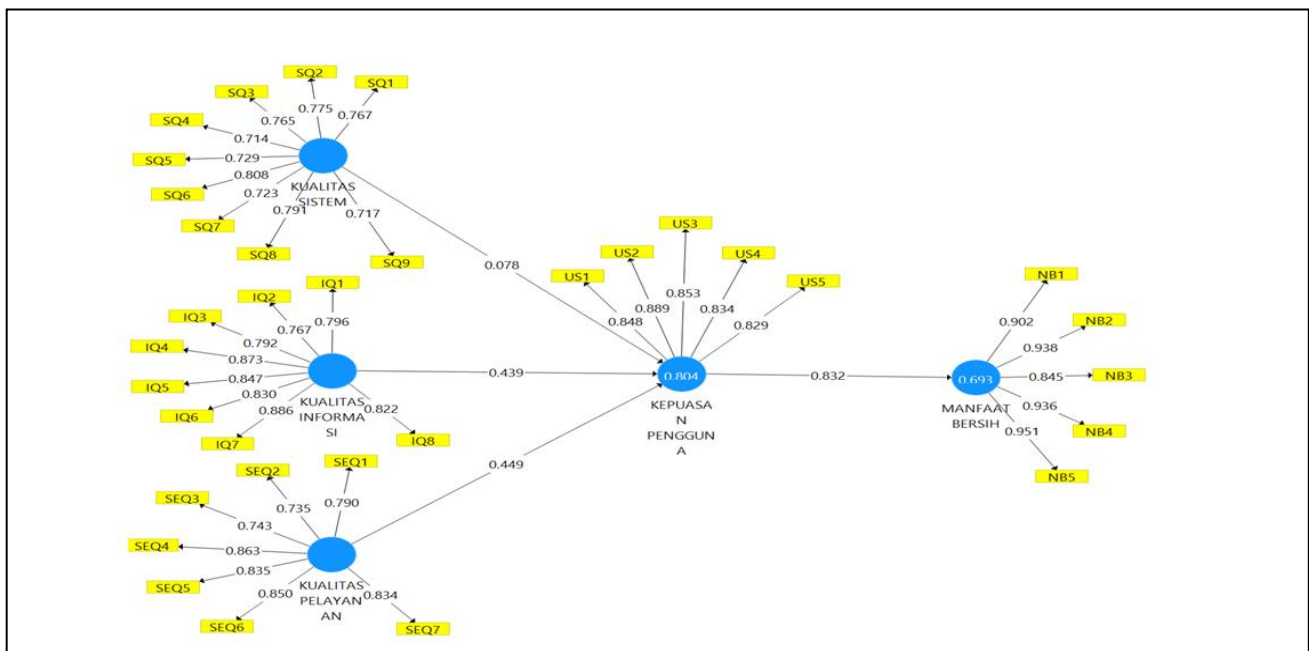 SQ2
SQ1
SQ3
0.775
0.767
SQ4
0.765
0.714
SQ5
0.729
0.808
SQ6
0.723
KUALITAS
SISTEM
0.791
0.717
SQ7
SQ8
SQ9
0.078
IQ1
IQ2
IQ3
0.767
0.796
0.792
IQ4
0.873
IQ5
0.847
0.830
IQ6
0.886
KUALITAS
INFORMA
SI
0.822
IQ7
IQ8
0.439
SEQ1
SEQ2
SEQ3
0.735
0.790
0.743
SEQ4
0.863
SEQ5
0.835
0.850
KUALITAS
PELAYAN
AN
0.834
SEQ6
SEQ7
0.449
US3
US2
US4
US1
US5
0.853
0.889
0.834
0.848
0.829
0.804
KEPUASA
N
PENGGUN
A
0.832
NB1
0.902
NB2
0.938
NB3
0.845
0.693
0.936
MANFAAT
BERSIH
NB4
0.951
NB5